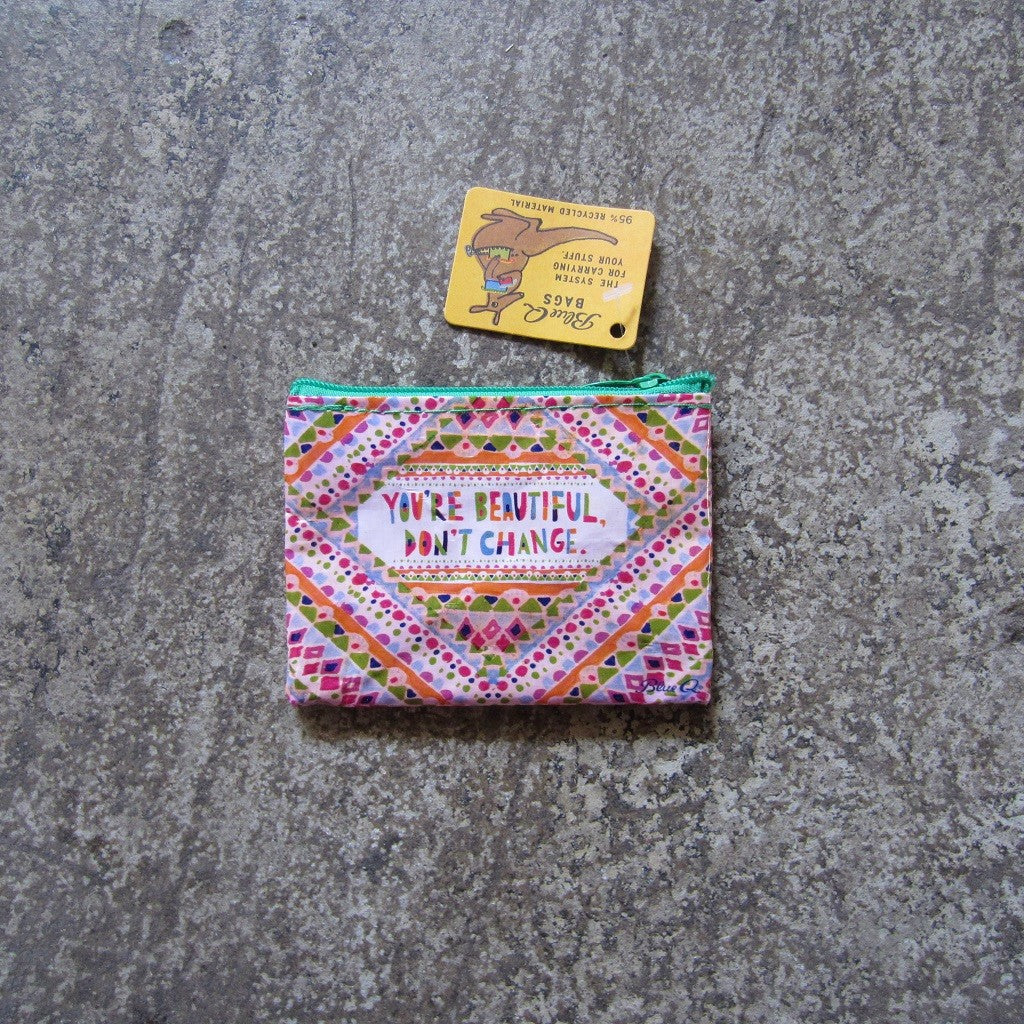 Blue Q
BAGS
THE SYSTEM
FOR CARRYING
YOUR STUFF.
95% RECYCLED MATERIAL
YOU'RE BEAUTIFUL,
DON'T CHANGE.
Blue Q